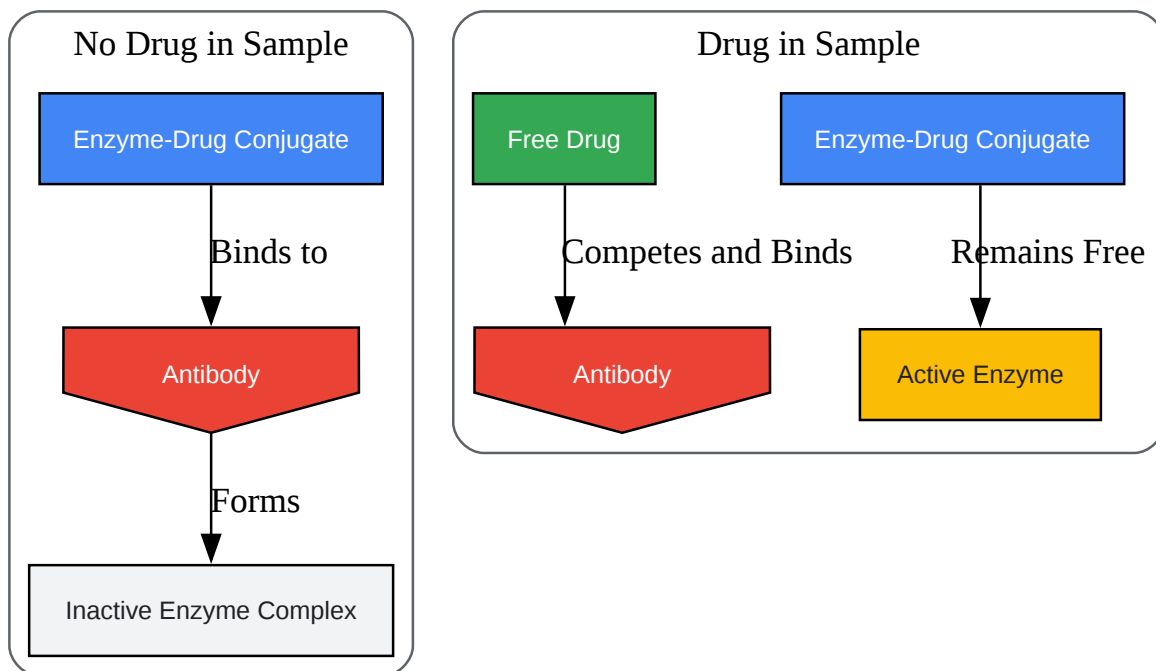 No Drug in Sample
Enzyme-Drug Conjugate
Binds to
Antibody
Forms
Inactive Enzyme Complex
Drug in Sample
Free Drug
Enzyme-Drug Conjugate
Competes and Binds
Remains Free
Antibody
Active Enzyme